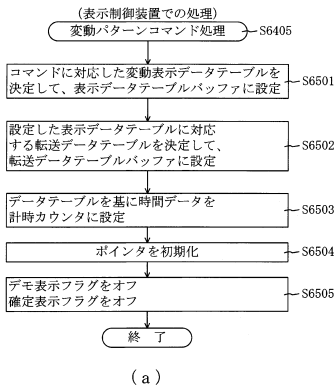 (表示制御装置での処理)
変動パターンコマンド処理
S6405
コマンドに対応した変動表示データテーブルを
決定して、表示データテーブルバッファに設定
S6501
設定した表示データテーブルに対応
する転送データテーブルを決定して、
転送データテーブルバッファに設定
S6502
データテーブルを基に時間データを
計時カウンタに設定
S6503
ポインタを初期化
S6504
デモ表示フラグをオフ
確定表示フラグをオフ
S6505
終 了
(a)